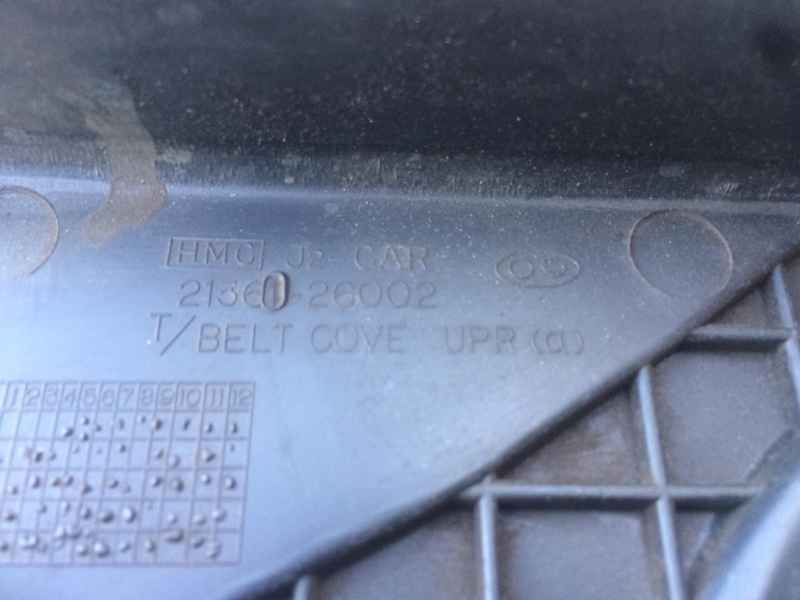 HMC J2-CAR
21360-26002
T/BELT COVE UPR (α)
1 2 3 4 5 6 7 8 9 10 11 12